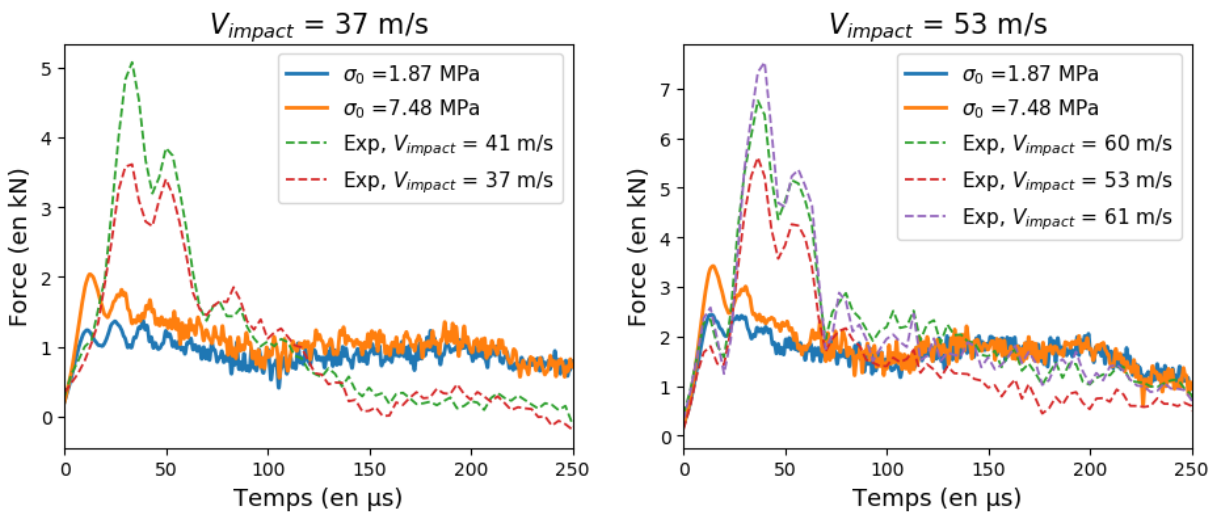 V_impact = 37 m/s
Force (en kN)
5
4
3
2
1
0
σ₀ =1.87 MPa
σ₀ =7.48 MPa
Exp, V_impact = 41 m/s
Exp, V_impact = 37 m/s
0 50 100 150 200 250
Temps (en μs)
V_impact = 53 m/s
Force (en kN)
7
6
5
4
3
2
1
0
σ₀ =1.87 MPa
σ₀ =7.48 MPa
Exp, V_impact = 60 m/s
Exp, V_impact = 53 m/s
Exp, V_impact = 61 m/s
0 50 100 150 200 250
Temps (en μs)